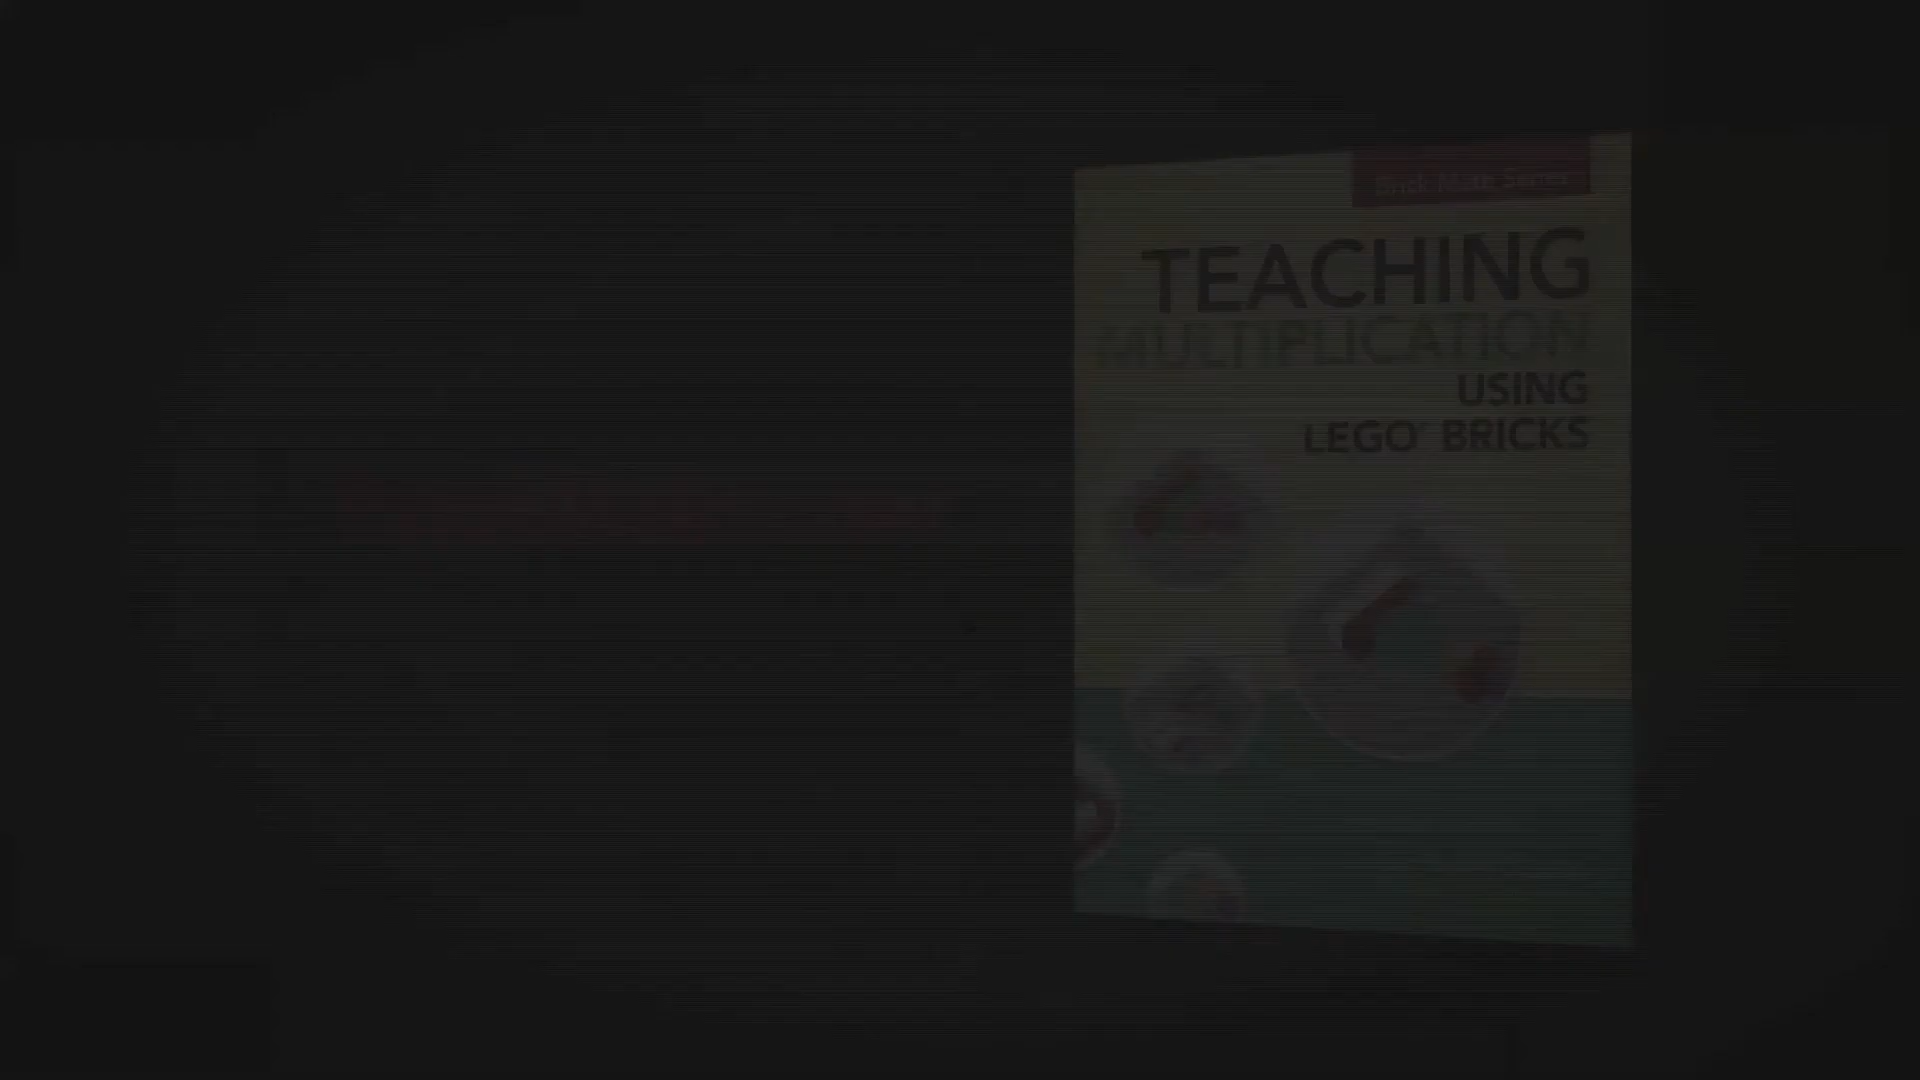 Brick Math Series
TEACHING
MULTIPLICATION
USING
LEGO® BRICKS